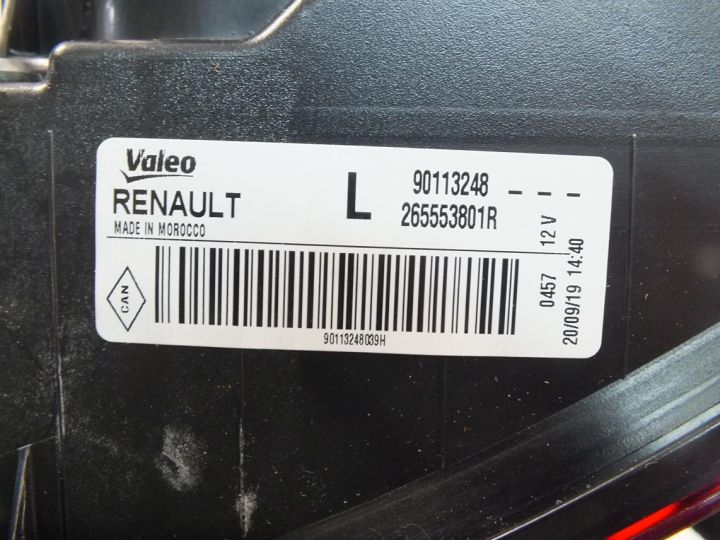 Valeo
RENAULT
MADE IN MOROCCO
L
90113248 - - -
265553801R
CAN
90113248039H
0457 12 V
20/09/19 14:40